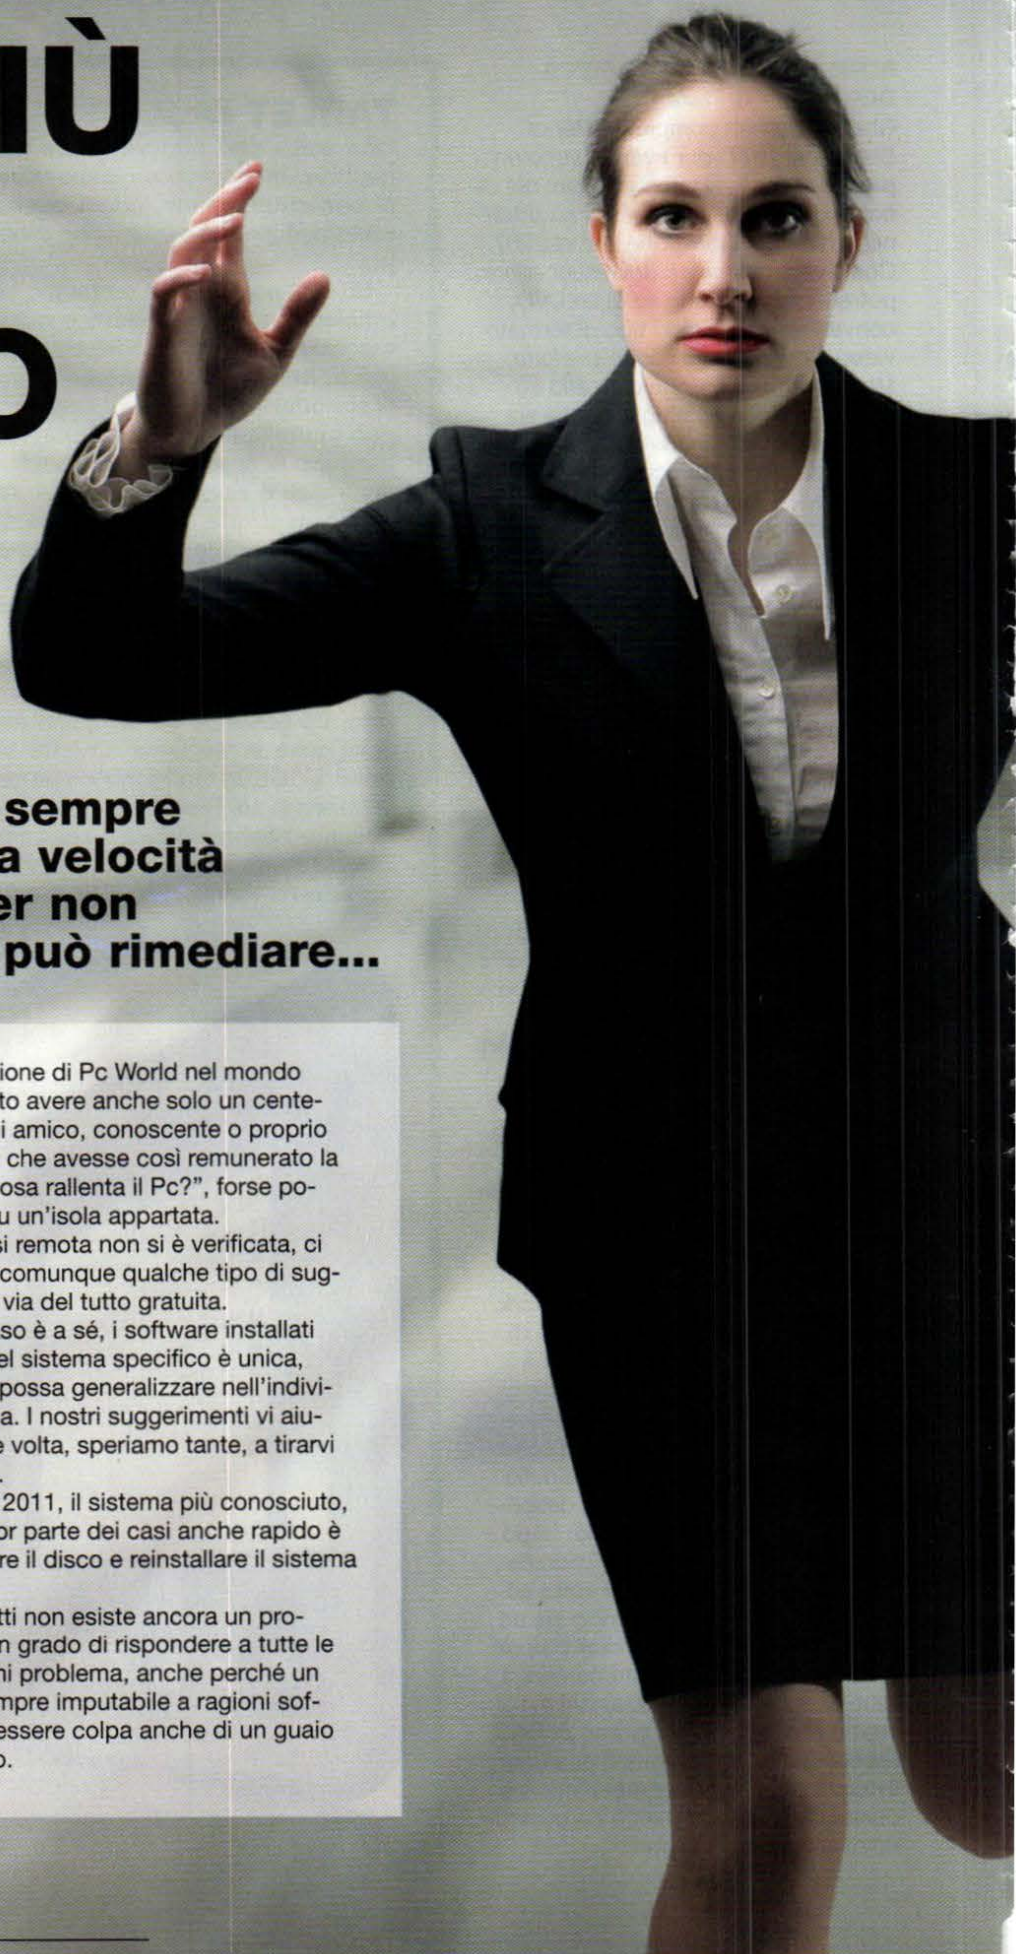 IÙ
O
sempre
a velocità
er non
può rimediare...
ione di Pc World nel mondo
to avere anche solo un cente-
i amico, conoscente o proprio
che avesse così remunerato la
osa rallenta il Pc?”, forse po-
u un'isola appartata.
si remota non si è verificata, ci
comunque qualche tipo di sug-
via del tutto gratuita.
so è a sé, i software installati
el sistema specifico è unica,
possa generalizzare nell'indivi-
a. I nostri suggerimenti vi aiu-
e volta, speriamo tante, a tirarvi
.
2011, il sistema più conosciuto,
or parte dei casi anche rapido è
re il disco e reinstallare il sistema
tti non esiste ancora un pro-
n grado di rispondere a tutte le
ni problema, anche perché un
mpre imputabile a ragioni sof-
essere colpa anche di un guaio
o.